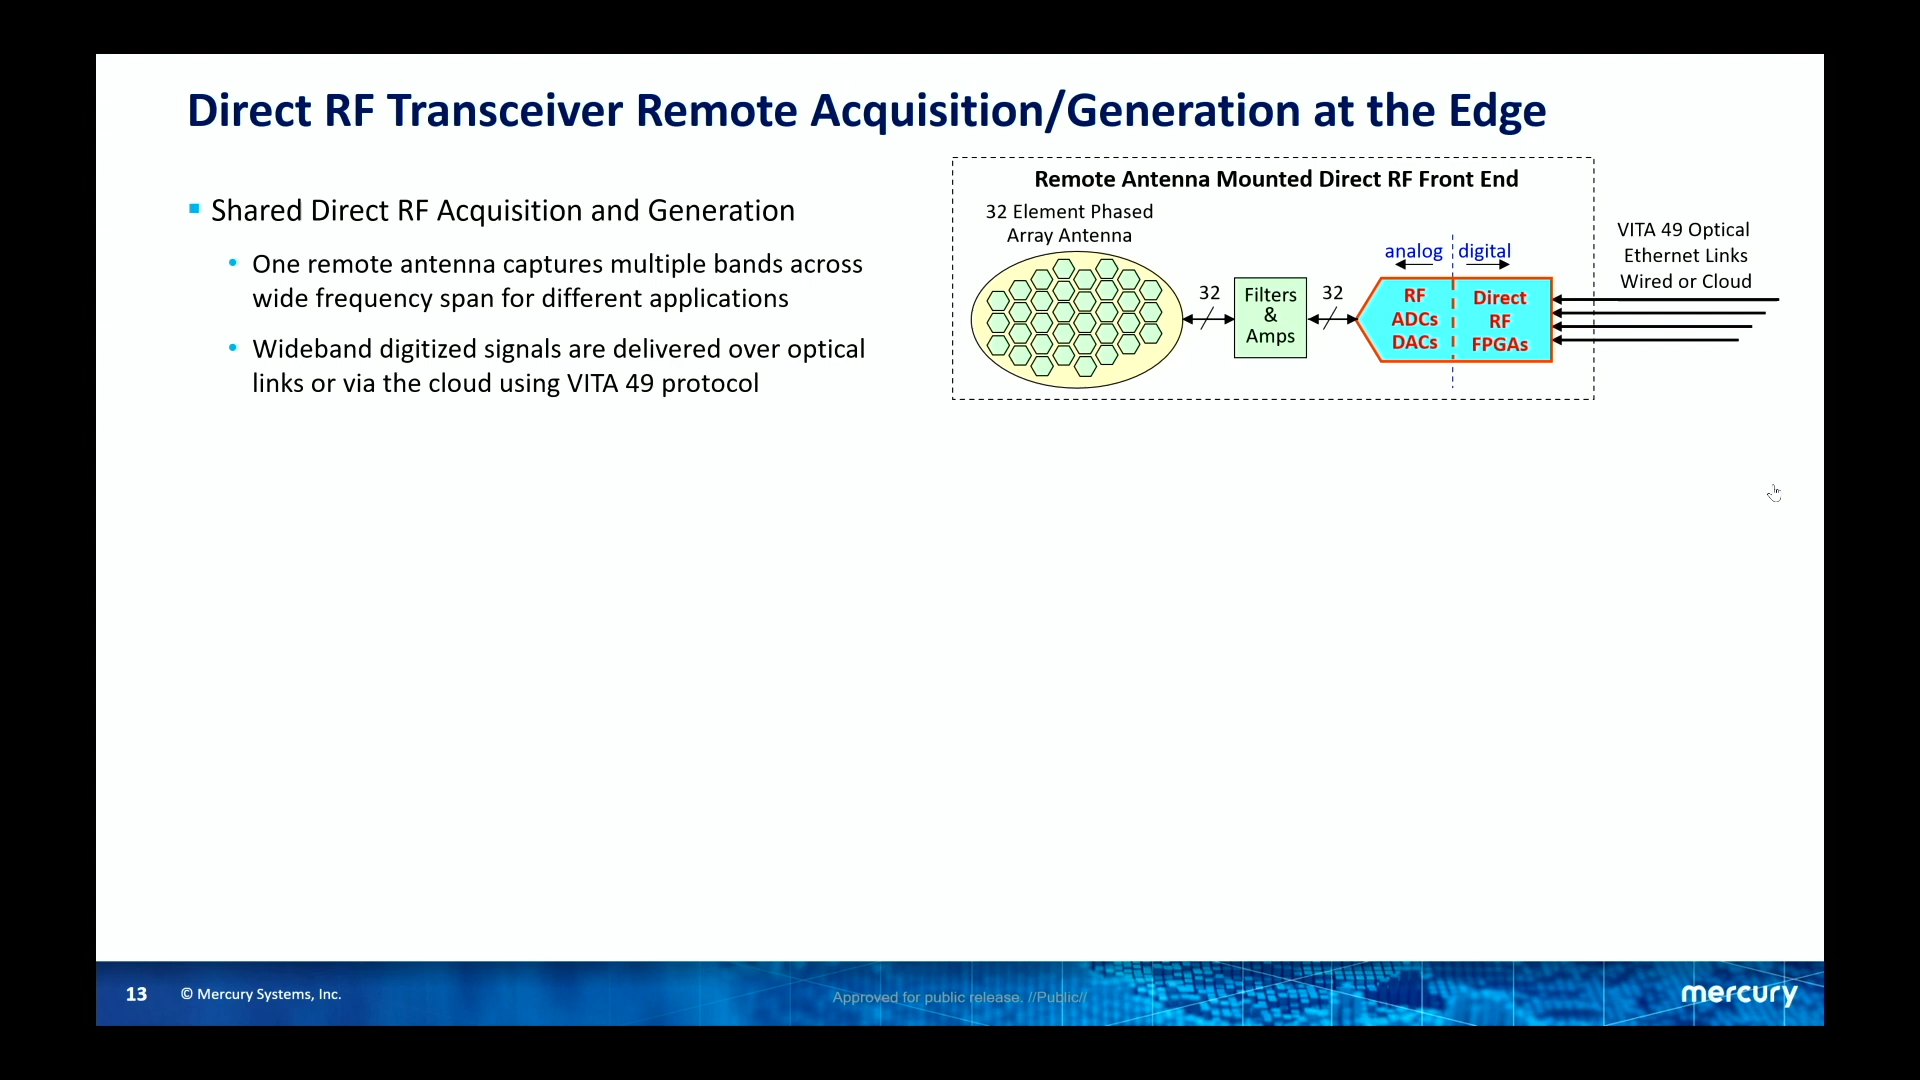 Direct RF Transceiver Remote Acquisition/Generation at the Edge
Shared Direct RF Acquisition and Generation
One remote antenna captures multiple bands across
wide frequency span for different applications
Wideband digitized signals are delivered over optical
links or via the cloud using VITA 49 protocol
Remote Antenna Mounted Direct RF Front End
32 Element Phased
Array Antenna
32
Filters
&
Amps
32
analog
digital
RF
ADCs
DACs
Direct
RF
FPGAs
VITA 49 Optical
Ethernet Links
Wired or Cloud
13
© Mercury Systems, Inc.
Approved for public release. //Public//
mercury